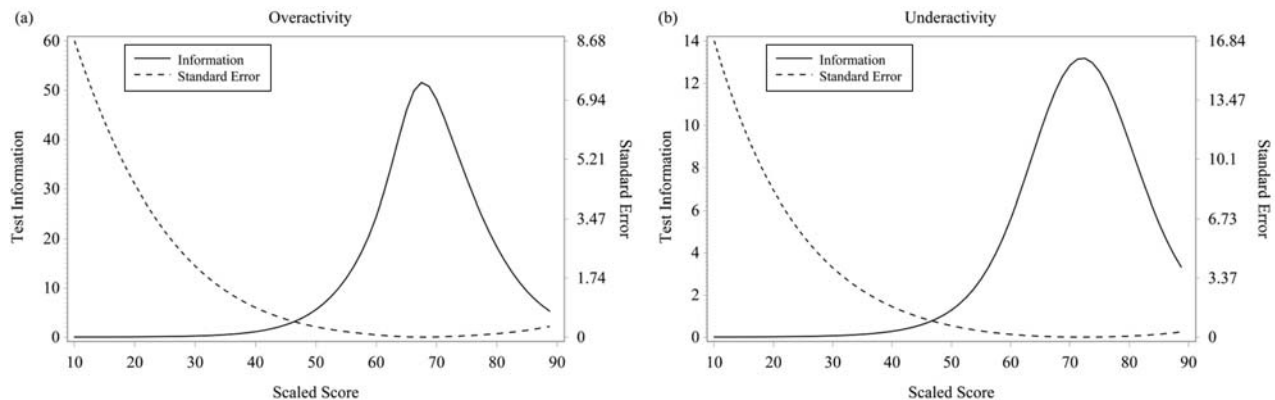 (a)
Overactivity
Information
Standard Error
60
50
40
30
20
10
0
Test Information
8.68
6.94
5.21
3.47
1.74
0
Standard Error
10 20 30 40 50 60 70 80 90
Scaled Score
(b)
Underactivity
Information
Standard Error
14
12
10
8
6
4
2
0
Test Information
16.84
13.47
10.1
6.73
3.37
0
Standard Error
10 20 30 40 50 60 70 80 90
Scaled Score